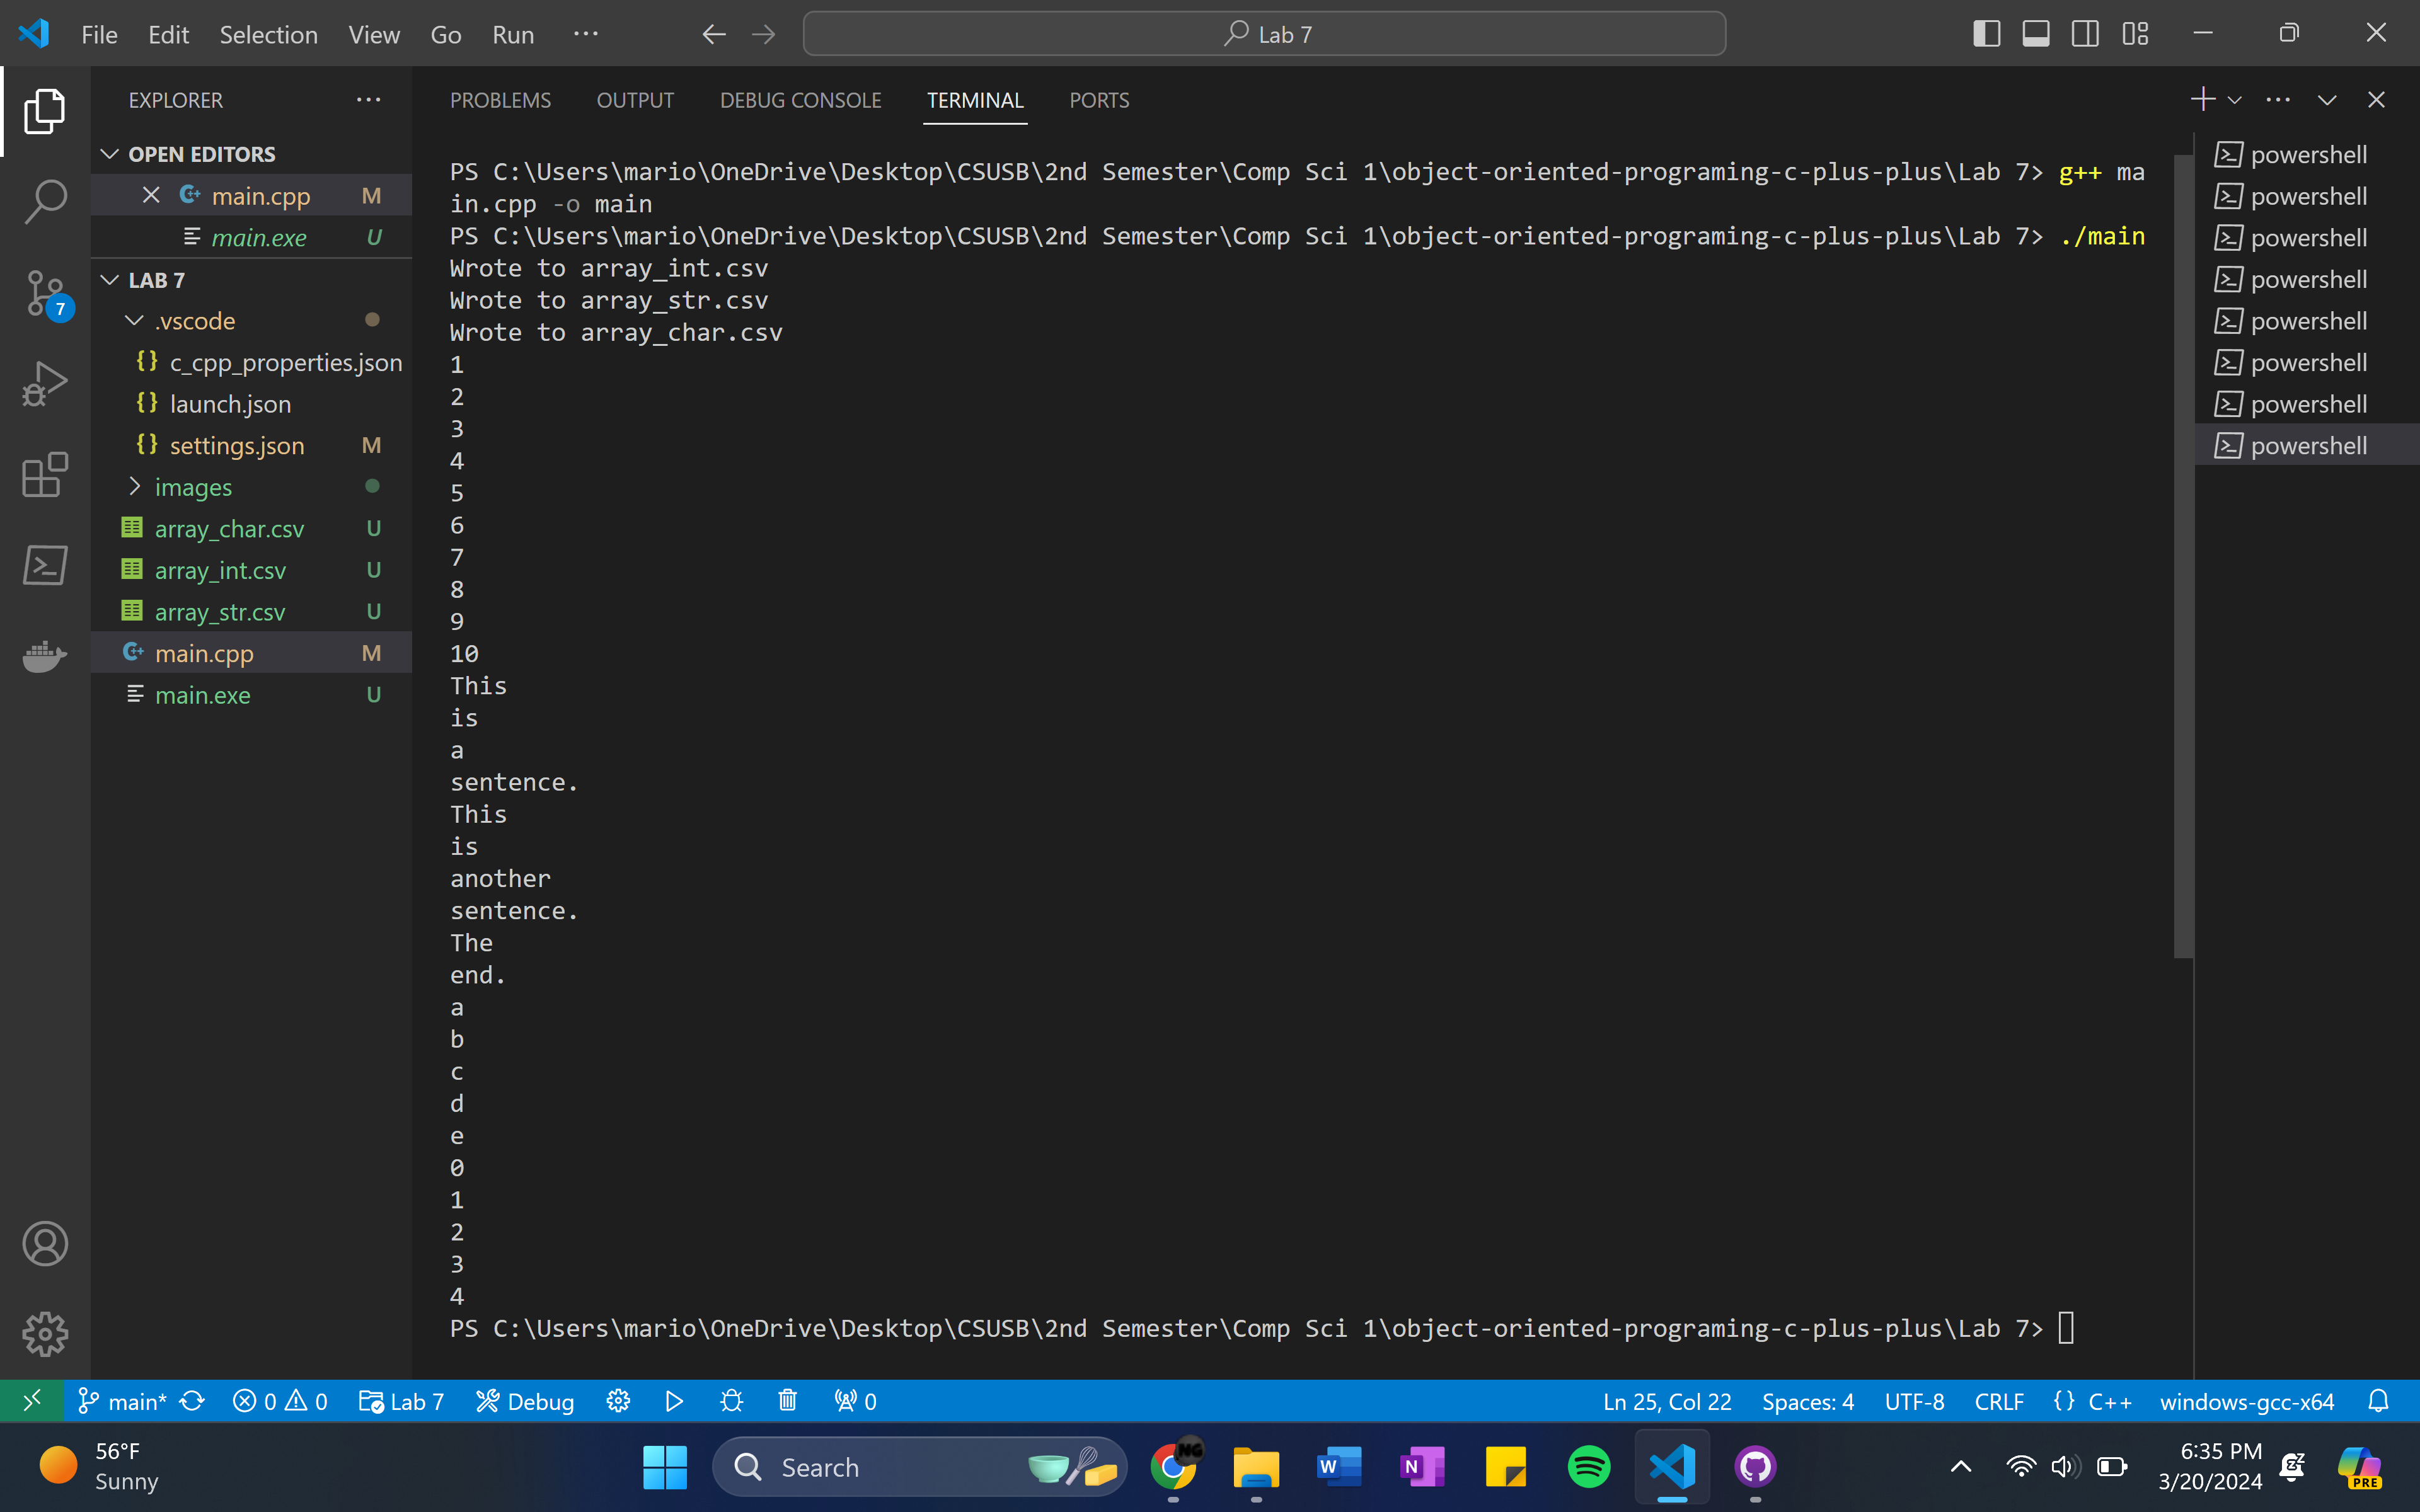 File Edit Selection View Go Run ... Lab 7
EXPLORER ...
OPEN EDITORS
main.cpp M
main.exe U
LAB 7
.vscode
c_cpp_properties.json
launch.json
settings.json M
images
array_char.csv U
array_int.csv U
array_str.csv U
main.cpp M
main.exe U
7
PROBLEMS OUTPUT DEBUG CONSOLE TERMINAL PORTS
PS C:\Users\mario\OneDrive\Desktop\CSUSB\2nd Semester\Comp Sci 1\object-oriented-programing-c-plus-plus\Lab 7> g++ ma
in.cpp -o main
PS C:\Users\mario\OneDrive\Desktop\CSUSB\2nd Semester\Comp Sci 1\object-oriented-programing-c-plus-plus\Lab 7> ./main
Wrote to array_int.csv
Wrote to array_str.csv
Wrote to array_char.csv
1
2
3
4
5
6
7
8
9
10
This
is
a
sentence.
This
is
another
sentence.
The
end.
a
b
c
d
e
0
1
2
3
4
PS C:\Users\mario\OneDrive\Desktop\CSUSB\2nd Semester\Comp Sci 1\object-oriented-programing-c-plus-plus\Lab 7>
powershell
powershell
powershell
powershell
powershell
powershell
powershell
powershell
main* 0 0 Lab 7 Debug 0 Ln 25, Col 22 Spaces: 4 UTF-8 CRLF {} C++ windows-gcc-x64
56°F
Sunny
Search
NG
W
N
6:35 PM
3/20/2024
PRE